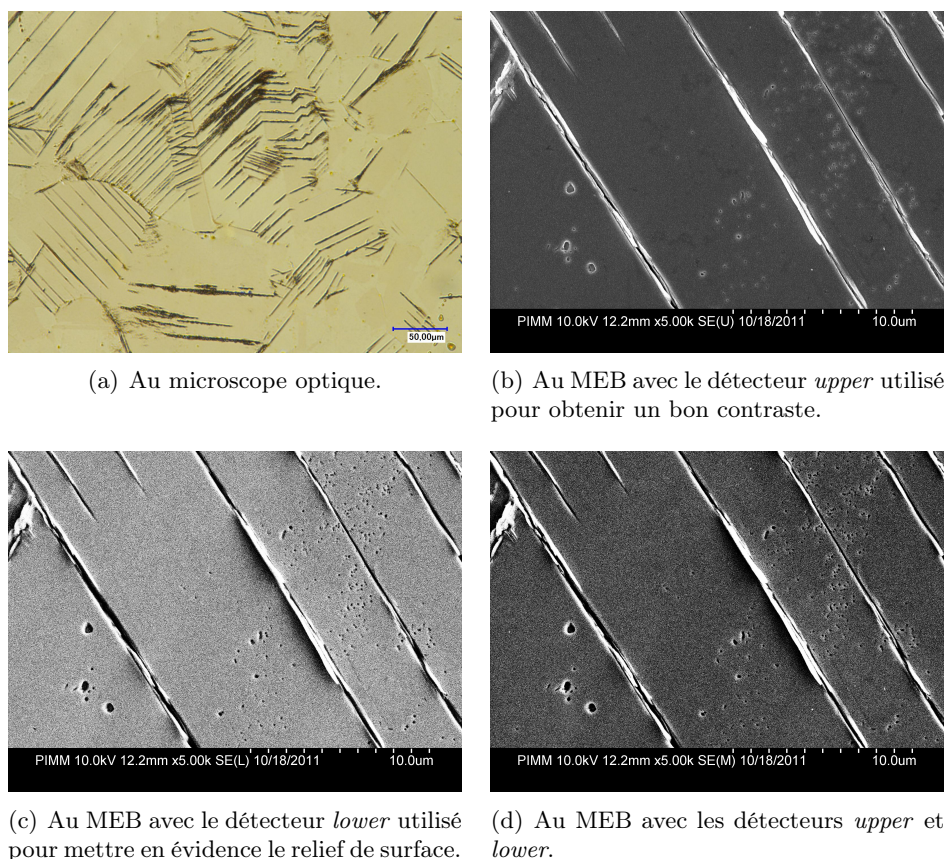 50,00µm
(a) Au microscope optique.
PIMM 10.0kV 12.2mm x5.00k SE(U) 10/18/2011 10.0um
(b) Au MEB avec le détecteur upper utilisé
pour obtenir un bon contraste.
PIMM 10.0kV 12.2mm x5.00k SE(L) 10/18/2011 10.0um
(c) Au MEB avec le détecteur lower utilisé
pour mettre en évidence le relief de surface.
PIMM 10.0kV 12.2mm x5.00k SE(M) 10/18/2011 10.0um
(d) Au MEB avec les détecteurs upper et
lower.